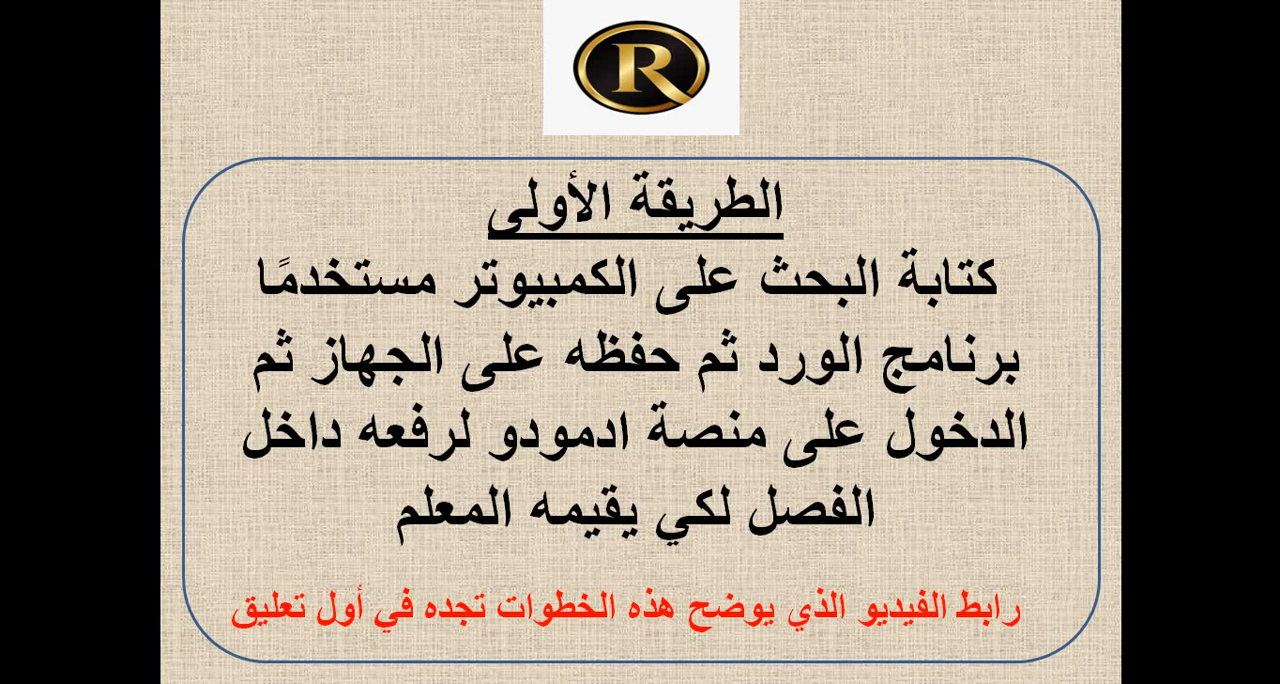 R
الطريقة الأولى
كتابة البحث على الكمبيوتر مستخدمًا
برنامج الورد ثم حفظه على الجهاز ثم
الدخول على منصة ادمودو لرفعه داخل
الفصل لكي يقيمه المعلم
رابط الفيديو الذي يوضح هذه الخطوات تجده في أول تعليق